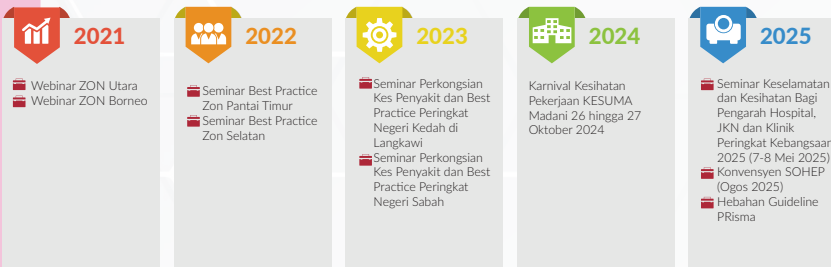 2021
Webinar ZON Utara
Webinar ZON Borneo
2022
Seminar Best Practice
Zon Pantai Timur
Seminar Best Practice
Zon Selatan
2023
Seminar Perkongsian
Kes Penyakit dan Best
Practice Peringkat
Negeri Kedah di
Langkawi
Seminar Perkongsian
Kes Penyakit dan Best
Practice Peringkat
Negeri Sabah
2024
Karnival Kesihatan
Pekerjaan KESUMA
Madani 26 hingga 27
Oktober 2024
2025
Seminar Keselamatan
dan Kesihatan Bagi
Pengarah Hospital,
JKN dan Klinik
Peringkat Kebangsaan
2025 (7-8 Mei 2025)
Konvensyen SOHEP
(Ogos 2025)
Hebahan Guideline
PRisma